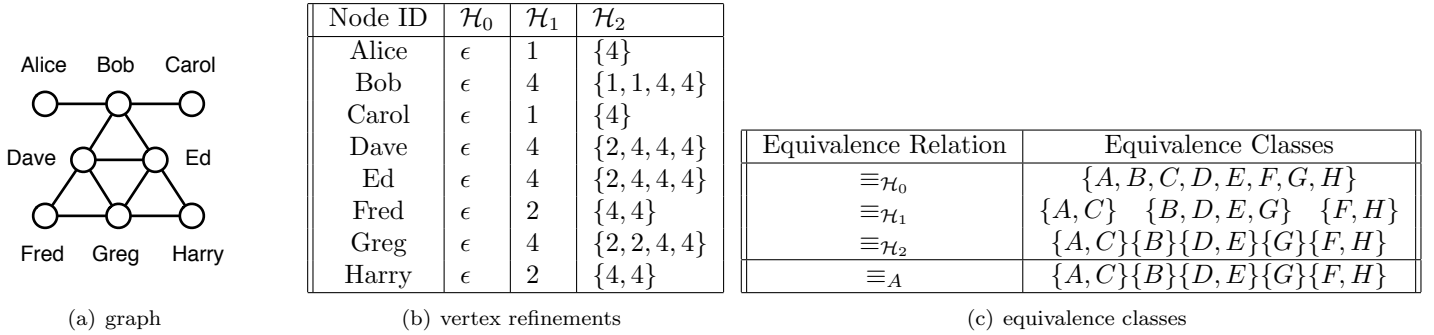 Alice Bob Carol
Dave Ed
Fred Greg Harry
(a) graph
Node ID H₀ H₁ H₂
Alice ϵ 1 {4}
Bob ϵ 4 {1, 1, 4, 4}
Carol ϵ 1 {4}
Dave ϵ 4 {2, 4, 4, 4}
Ed ϵ 4 {2, 4, 4, 4}
Fred ϵ 2 {4, 4}
Greg ϵ 4 {2, 2, 4, 4}
Harry ϵ 2 {4, 4}
(b) vertex refinements
Equivalence Relation Equivalence Classes
≡H₀ {A, B, C, D, E, F, G, H}
≡H₁ {A, C} {B, D, E, G} {F, H}
≡H₂ {A, C}{B}{D, E}{G}{F, H}
≡A {A, C}{B}{D, E}{G}{F, H}
(c) equivalence classes